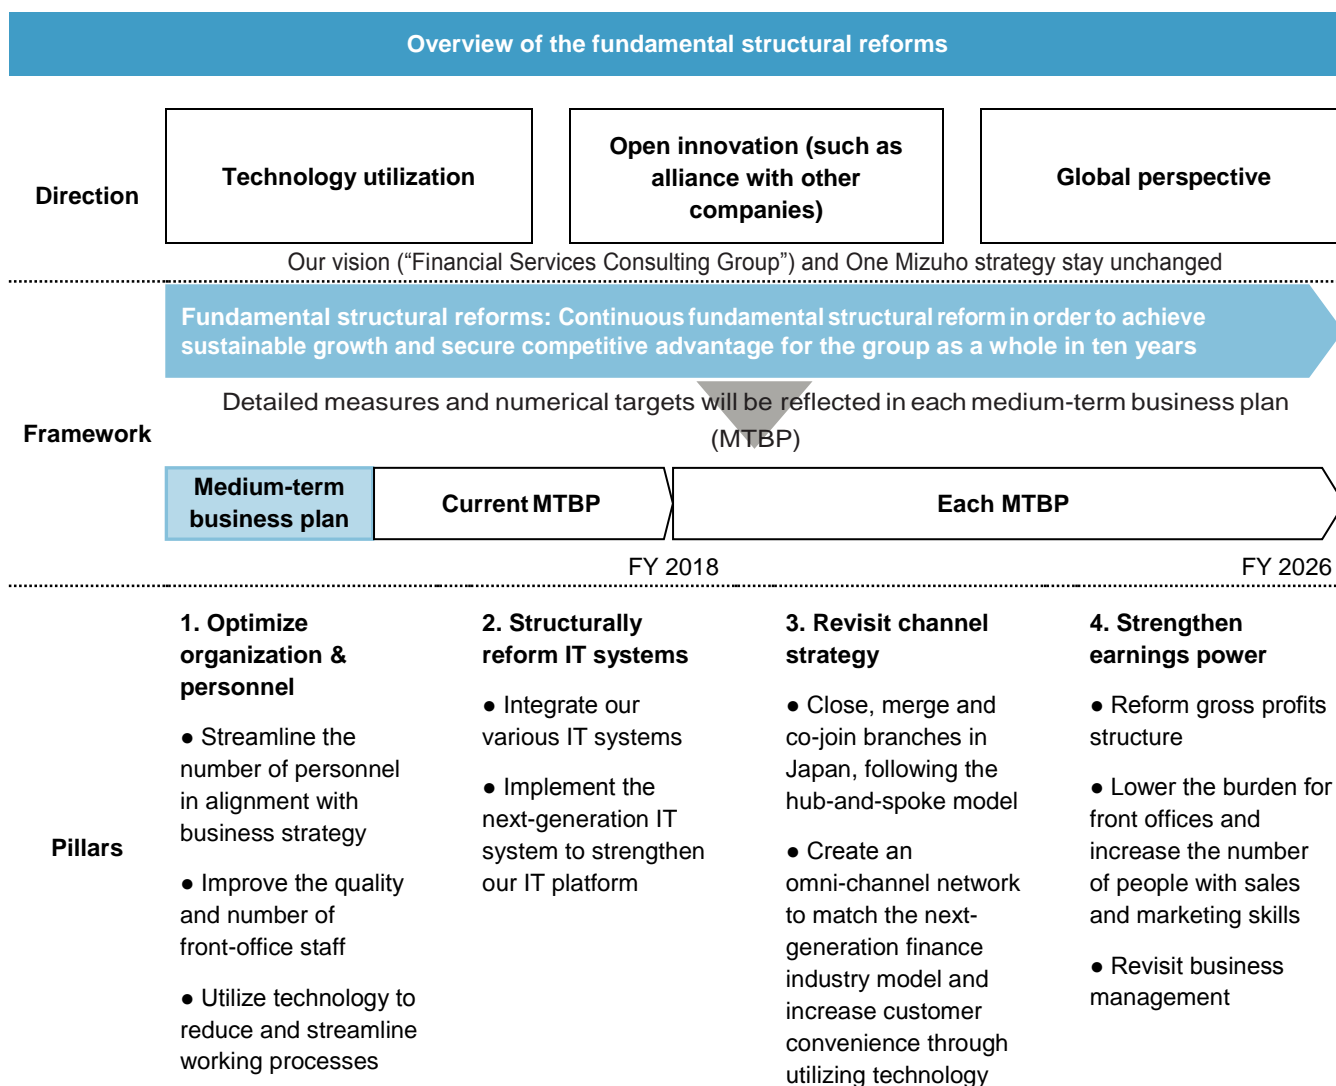 Overview of the fundamental structural reforms
Direction
Technology utilization
Open innovation (such as
alliance with other
companies)
Global perspective
Our vision (“Financial Services Consulting Group”) and One Mizuho strategy stay unchanged
Framework
Fundamental structural reforms: Continuous fundamental structural reform in order to achieve
sustainable growth and secure competitive advantage for the group as a whole in ten years
Detailed measures and numerical targets will be reflected in each medium-term business plan
(MTBP)
Medium-term
business plan
Current MTBP
Each MTBP
FY 2018
FY 2026
Pillars
1. Optimize
organization &
personnel
● Streamline the
number of personnel
in alignment with
business strategy
● Improve the quality
and number of
front-office staff
● Utilize technology to
reduce and streamline
working processes
2. Structurally
reform IT systems
● Integrate our
various IT systems
● Implement the
next-generation IT
system to strengthen
our IT platform
3. Revisit channel
strategy
● Close, merge and
co-join branches in
Japan, following the
hub-and-spoke model
● Create an
omni-channel network
to match the next-
generation finance
industry model and
increase customer
convenience through
utilizing technology
4. Strengthen
earnings power
● Reform gross profits
structure
● Lower the burden for
front offices and
increase the number
of people with sales
and marketing skills
● Revisit business
management